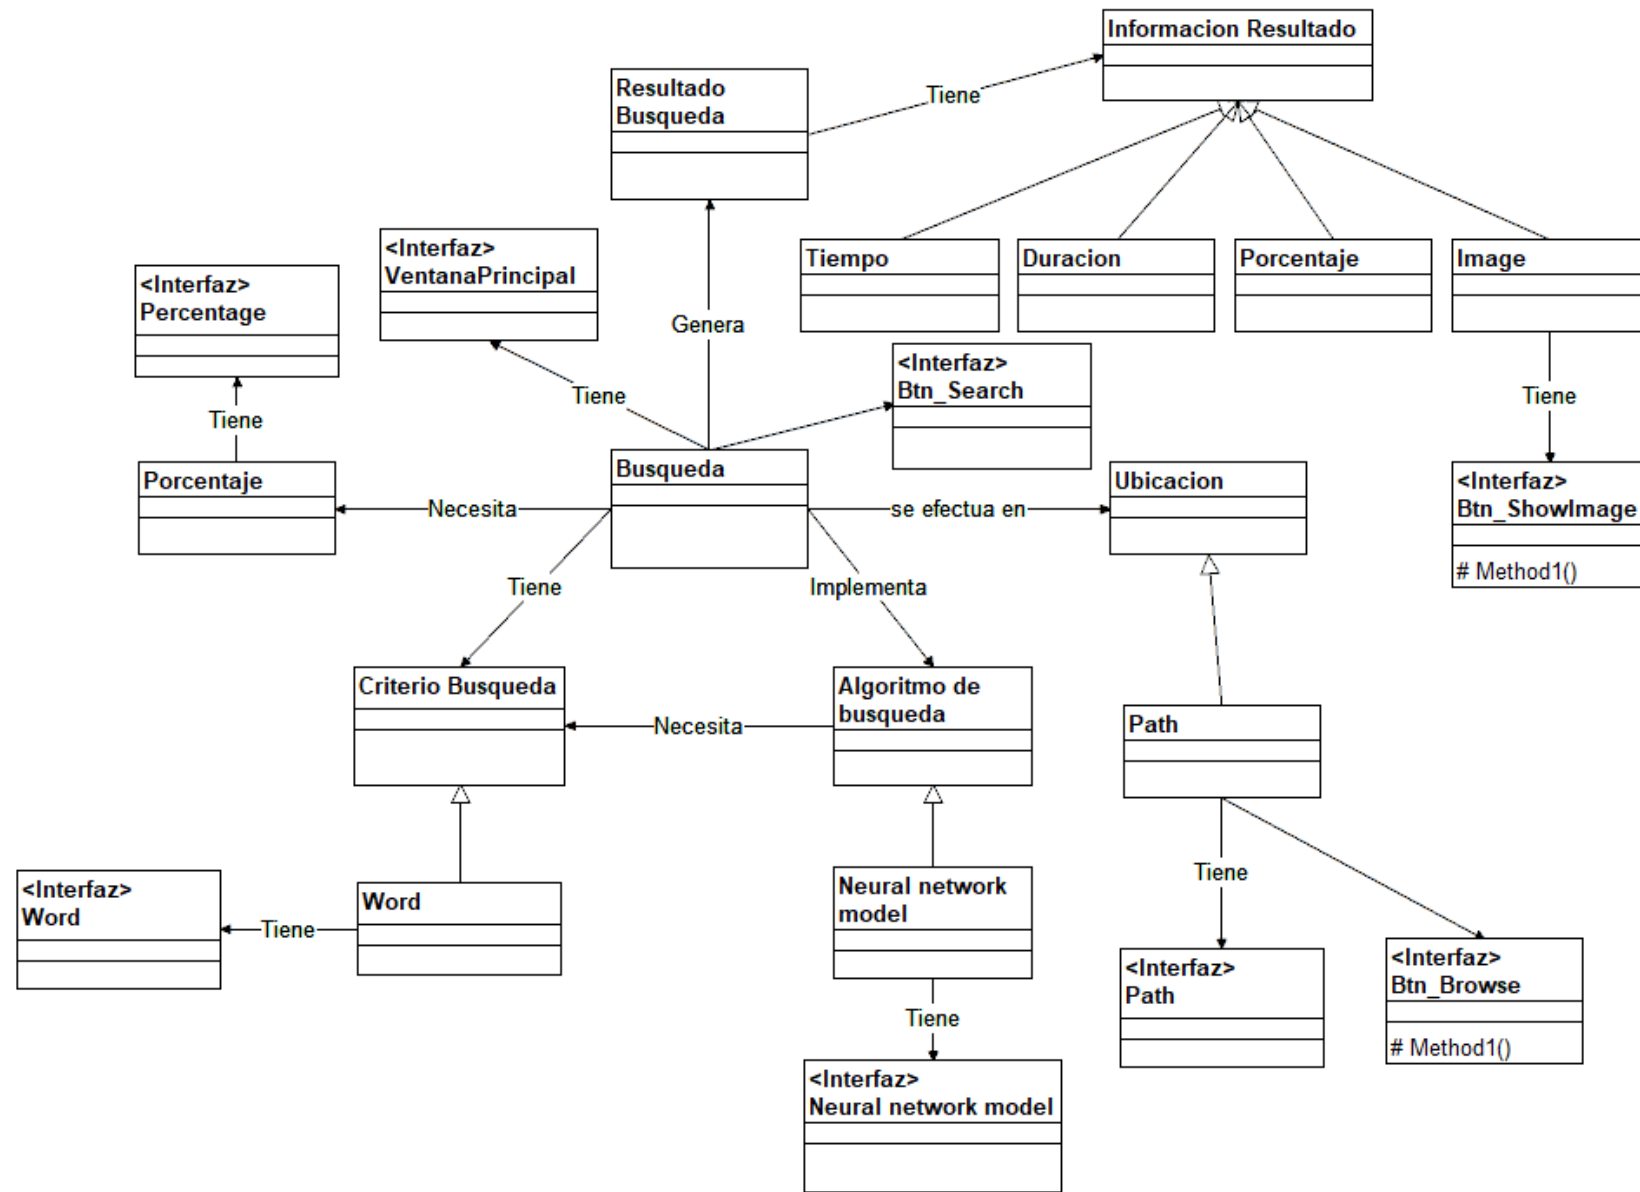 Informacion Resultado
Resultado
Busqueda
Tiene
<Interfaz>
VentanaPrincipal
Tiempo
Duracion
Porcentaje
Image
<Interfaz>
Percentage
Genera
<Interfaz>
Btn_Search
Tiene
Tiene
Tiene
Porcentaje
Busqueda
Ubicacion
<Interfaz>
Btn_ShowImage
# Method1()
Necesita
se efectua en
Tiene
Implementa
Criterio Busqueda
Algoritmo de
busqueda
Necesita
Path
<Interfaz>
Word
Tiene
Word
Neural network
model
Tiene
<Interfaz>
Path
<Interfaz>
Btn_Browse
# Method1()
Tiene
<Interfaz>
Neural network model